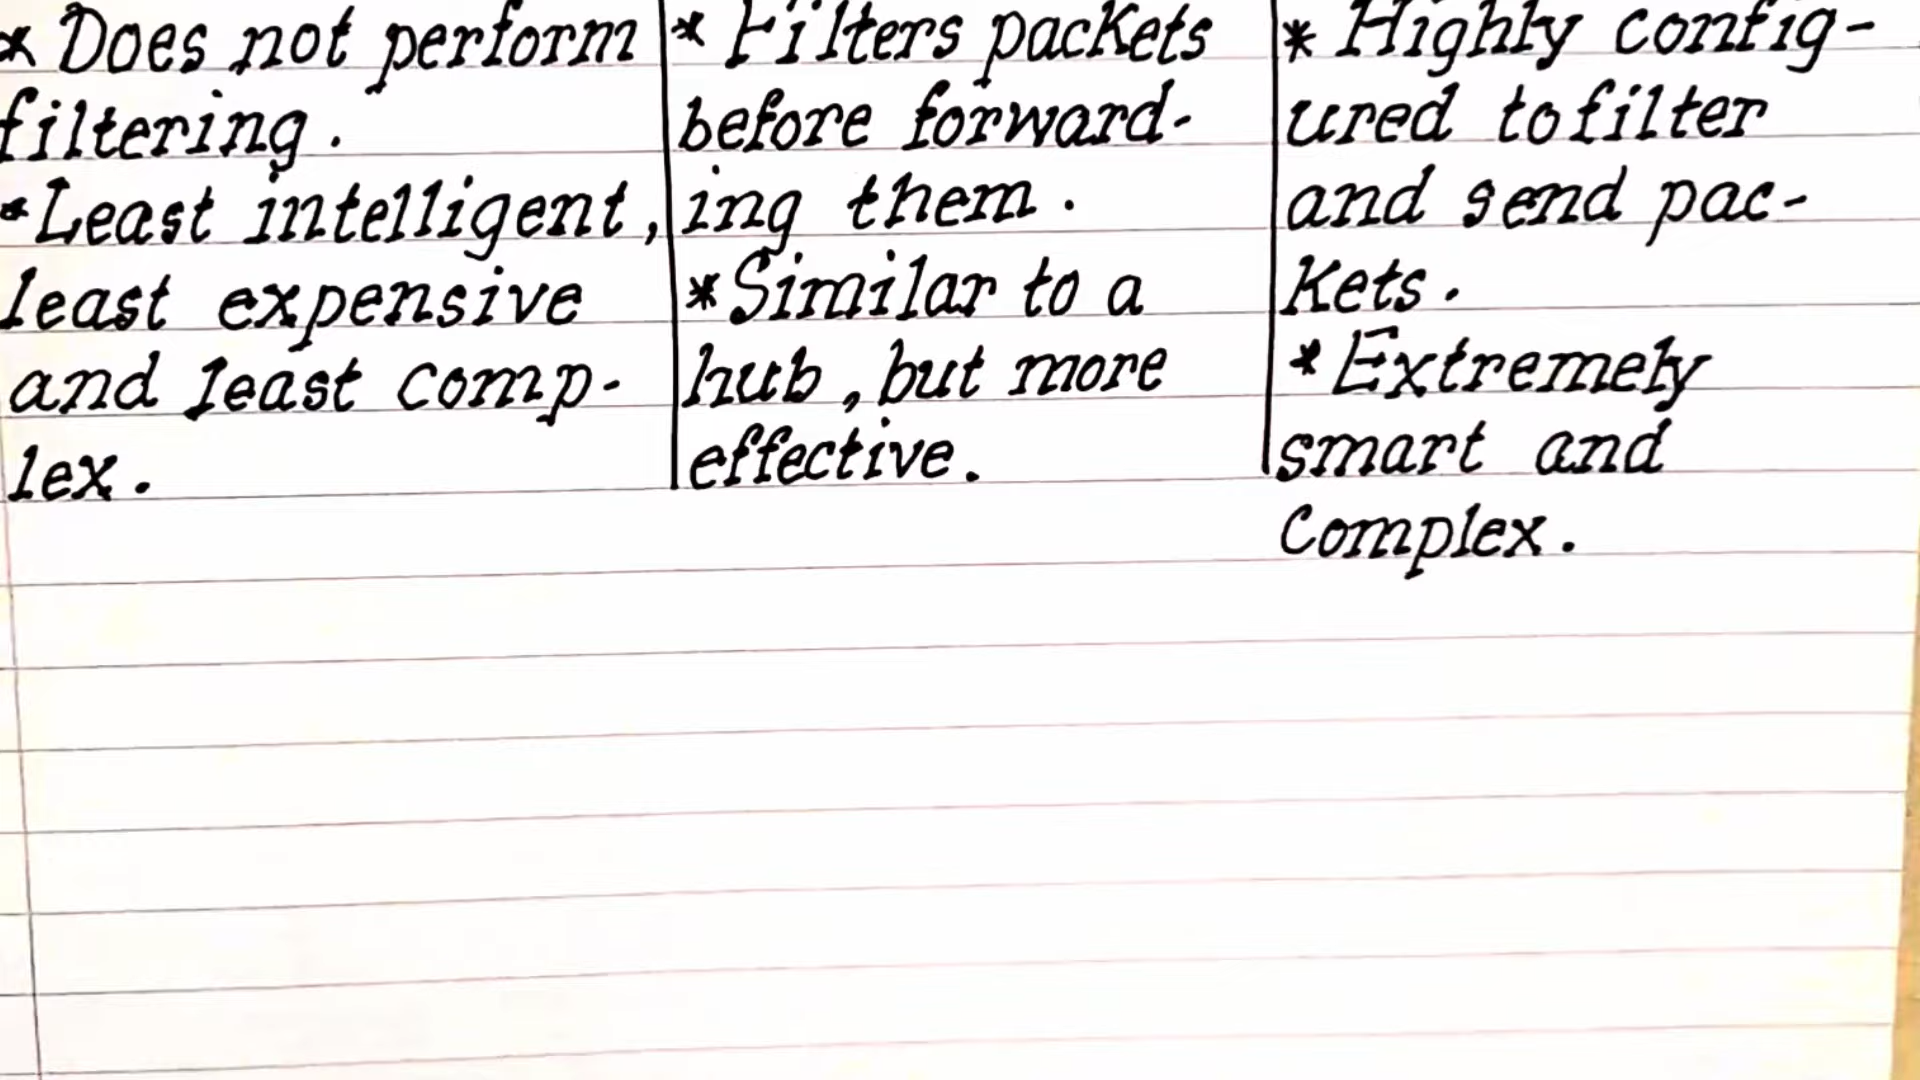 * Does not perform
filtering.
* Least intelligent,
least expensive
and least comp-
lex.
* Filters packets
before forward-
ing them.
* Similar to a
hub, but more
effective.
* Highly config-
ured to filter
and send pac-
kets.
* Extremely
smart and
Complex.